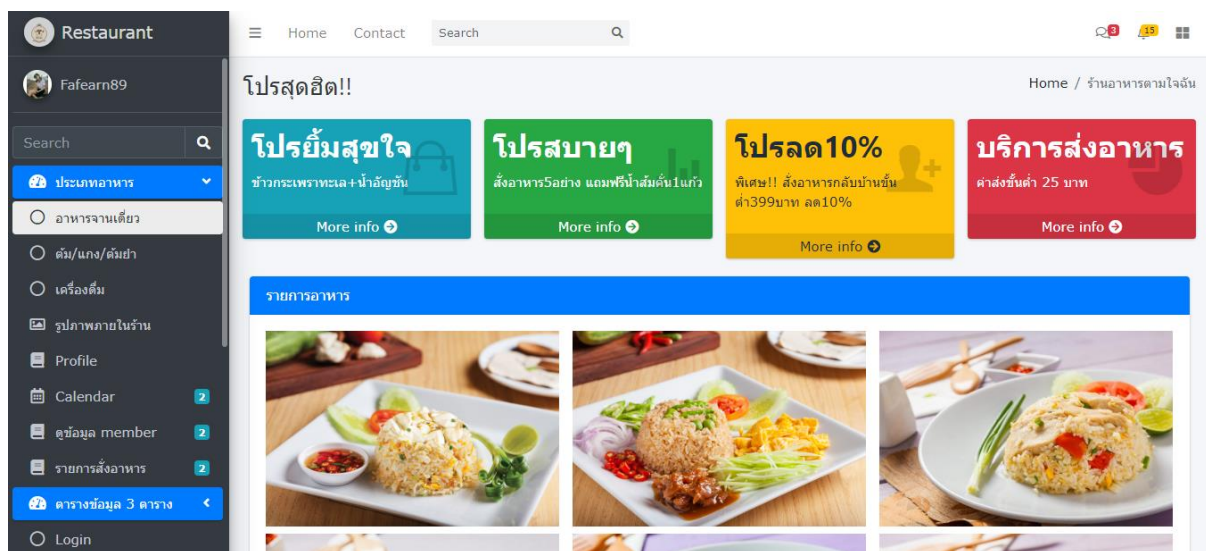 Restaurant
Home
Contact
Search
3
15
Fafearn89
Search
ประเภทอาหาร
อาหารจานเดี่ยว
ต้ม/แกง/ต้มยำ
เครื่องดื่ม
รูปภาพภายในร้าน
Profile
Calendar
2
ดูข้อมูล member
2
รายการสั่งอาหาร
2
ตารางข้อมูล 3 ตาราง
Login
โปรสุดฮิต!!
Home / ร้านอาหารตามใจฉัน
โปรยิ้มสุขใจ
ข้าวกระเพราทะเล+น้ำอัญชัน
More info
โปรสบายๆ
สั่งอาหาร5อย่าง แถมฟรีน้ำส้มคั่น1แก้ว
More info
โปรลด10%
พิเศษ!! สั่งอาหารกลับบ้านขั้น
ต่ำ399บาท ลด10%
More info
บริการส่งอาหาร
ค่าส่งขั้นต่ำ 25 บาท
More info
รายการอาหาร